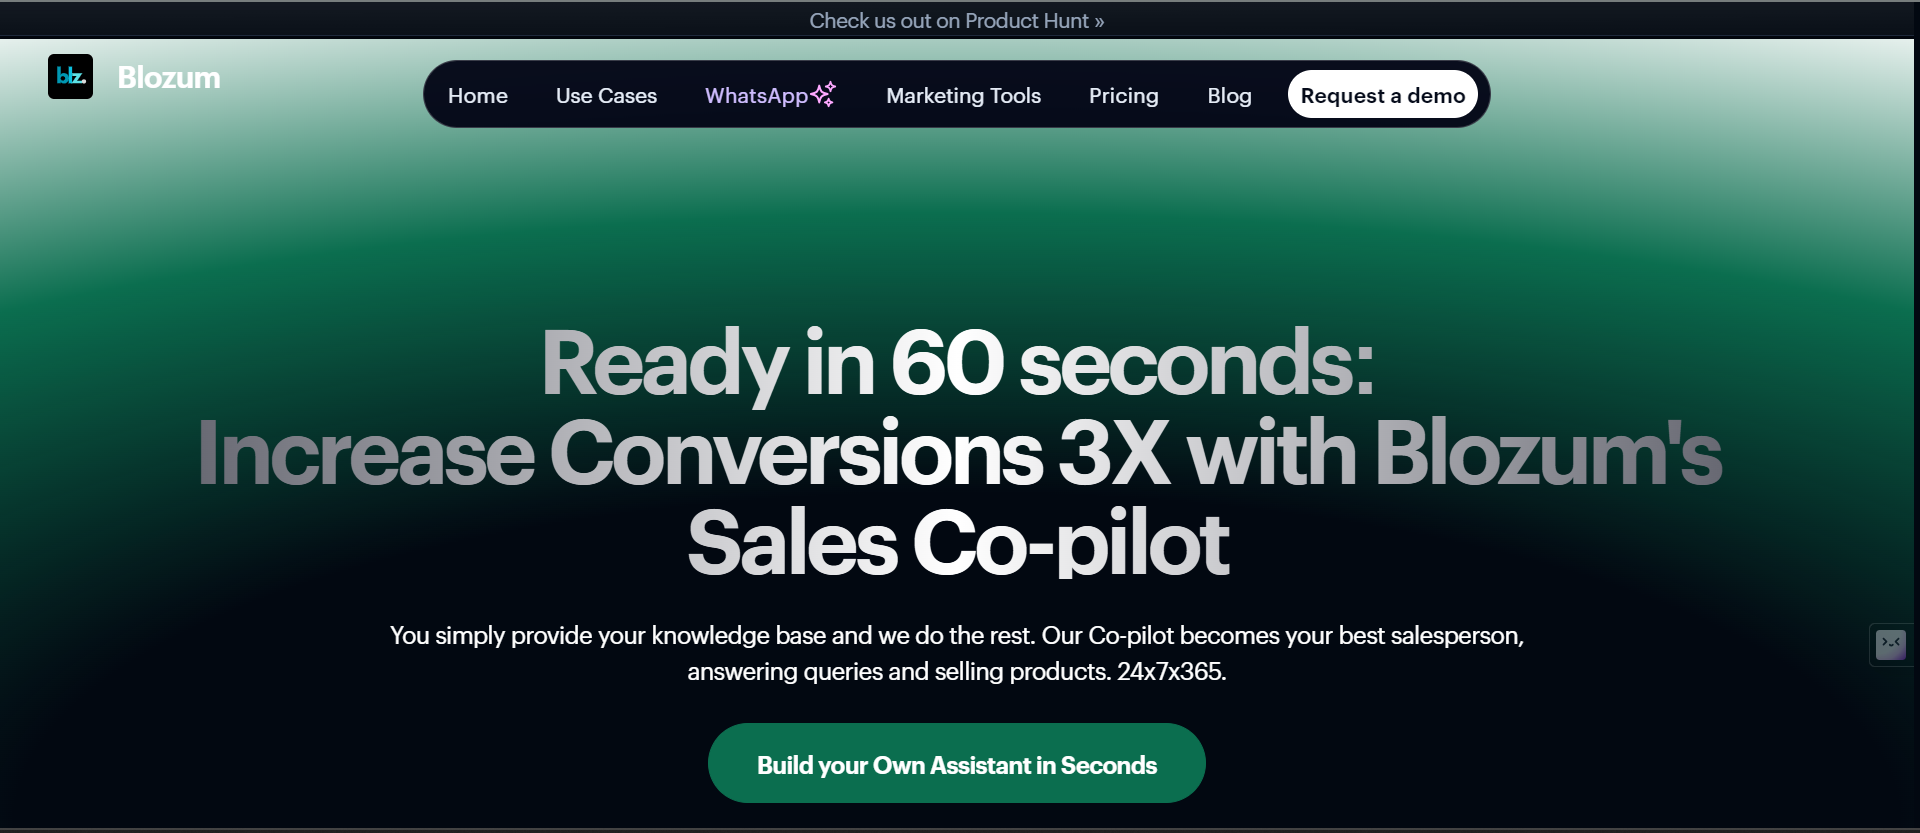 Check us out on Product Hunt »
blz.
Blozum
Home
Use Cases
WhatsApp
Marketing Tools
Pricing
Blog
Request a demo
Ready in 60 seconds:
Increase Conversions 3X with Blozum's
Sales Co-pilot
You simply provide your knowledge base and we do the rest. Our Co-pilot becomes your best salesperson,
answering queries and selling products. 24x7x365.
Build your Own Assistant in Seconds